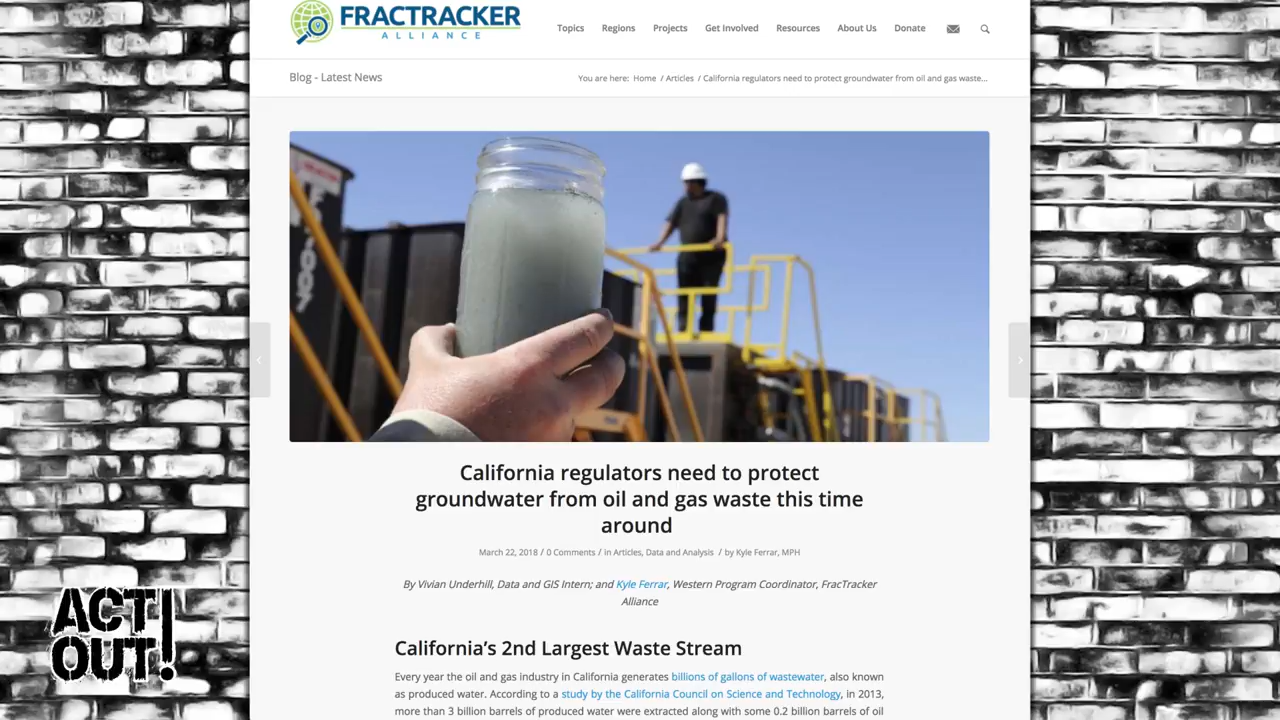 FRACTRACKER
ALLIANCE
Topics Regions Projects Get Involved Resources About Us Donate
Blog - Latest News
You are here: Home / Articles / California regulators need to protect groundwater from oil and gas waste...
California regulators need to protect
groundwater from oil and gas waste this time
around
March 22, 2018 / 0 Comments / in Articles, Data and Analysis / by Kyle Ferrar, MPH
By Vivian Underhill, Data and GIS Intern; and Kyle Ferrar, Western Program Coordinator, FracTracker
Alliance
California's 2nd Largest Waste Stream
Every year the oil and gas industry in California generates billions of gallons of wastewater, also known
as produced water. According to a study by the California Council on Science and Technology, in 2013,
more than 3 billion barrels of produced water were extracted along with some 0.2 billion barrels of oil
ACT
OUT!